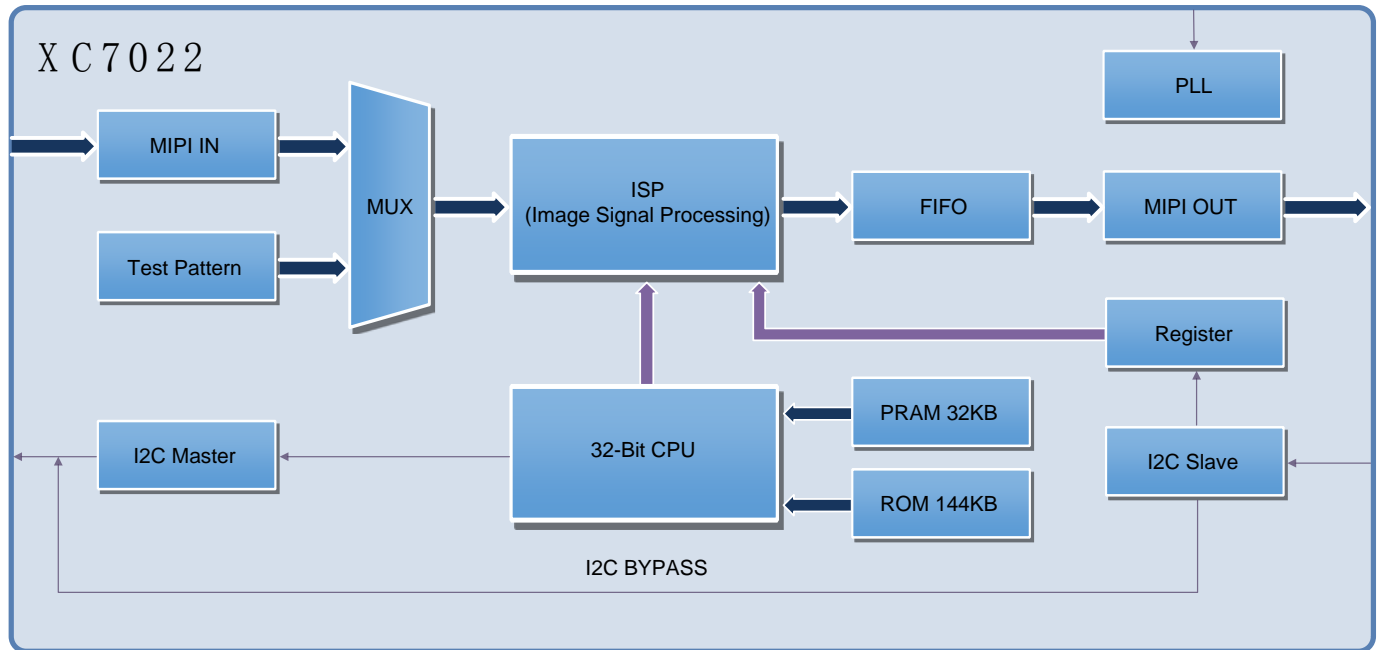 XC7022
PLL
MIPI IN
MUX
ISP
(Image Signal Processing)
FIFO
MIPI OUT
Test Pattern
Register
PRAM 32KB
I2C Master
32-Bit CPU
I2C Slave
ROM 144KB
I2C BYPASS